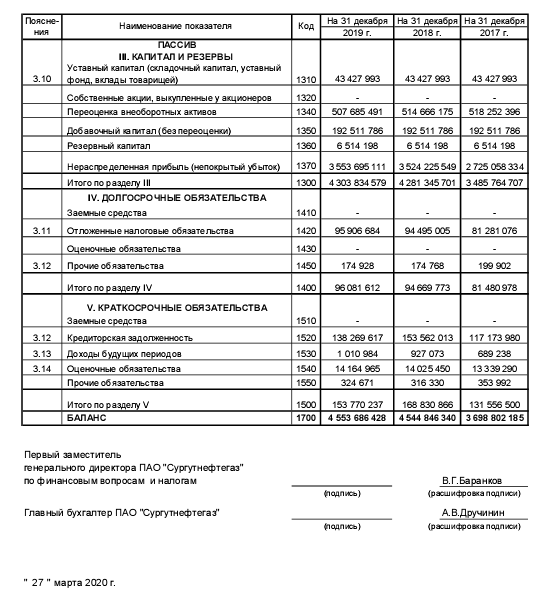 Поясне-
ния
Наименование показателя
Код
На 31 декабря
2019 г.
На 31 декабря
2018 г.
На 31 декабря
2017 г.
ПАССИВ
III. КАПИТАЛ И РЕЗЕРВЫ
3.10 Уставный капитал (складочный капитал, уставный
фонд, вклады товарищей) 1310 43 427 993 43 427 993 43 427 993
Собственные акции, выкупленные у акционеров 1320 - - -
Переоценка внеоборотных активов 1340 507 685 491 514 666 175 518 252 396
Добавочный капитал (без переоценки) 1350 192 511 786 192 511 786 192 511 786
Резервный капитал 1360 6 514 198 6 514 198 6 514 198
Нераспределенная прибыль (непокрытый убыток) 1370 3 553 695 111 3 524 225 549 2 725 058 334
Итого по разделу III 1300 4 303 834 579 4 281 345 701 3 485 764 707
IV. ДОЛГОСРОЧНЫЕ ОБЯЗАТЕЛЬСТВА
Заемные средства 1410 - - -
3.11 Отложенные налоговые обязательства 1420 95 906 684 94 495 005 81 281 076
Оценочные обязательства 1430 - - -
3.12 Прочие обязательства 1450 174 928 174 768 199 902
Итого по разделу IV 1400 96 081 612 94 669 773 81 480 978
V. КРАТКОСРОЧНЫЕ ОБЯЗАТЕЛЬСТВА
Заемные средства 1510 - - -
3.12 Кредиторская задолженность 1520 138 269 617 153 562 013 117 173 980
3.13 Доходы будущих периодов 1530 1 010 984 927 073 689 238
3.14 Оценочные обязательства 1540 14 164 965 14 025 450 13 339 290
Прочие обязательства 1550 324 671 316 330 353 992
Итого по разделу V 1500 153 770 237 168 830 866 131 556 500
БАЛАНС 1700 4 553 686 428 4 544 846 340 3 698 802 185
Первый заместитель
генерального директора ПАО "Сургутнефтегаз"
по финансовым вопросам и налогам В.Г.Баранков
(подпись) (расшифровка подписи)
Главный бухгалтер ПАО "Сургутнефтегаз" А.В.Дручинин
(подпись) (расшифровка подписи)
" 27 " марта 2020 г.